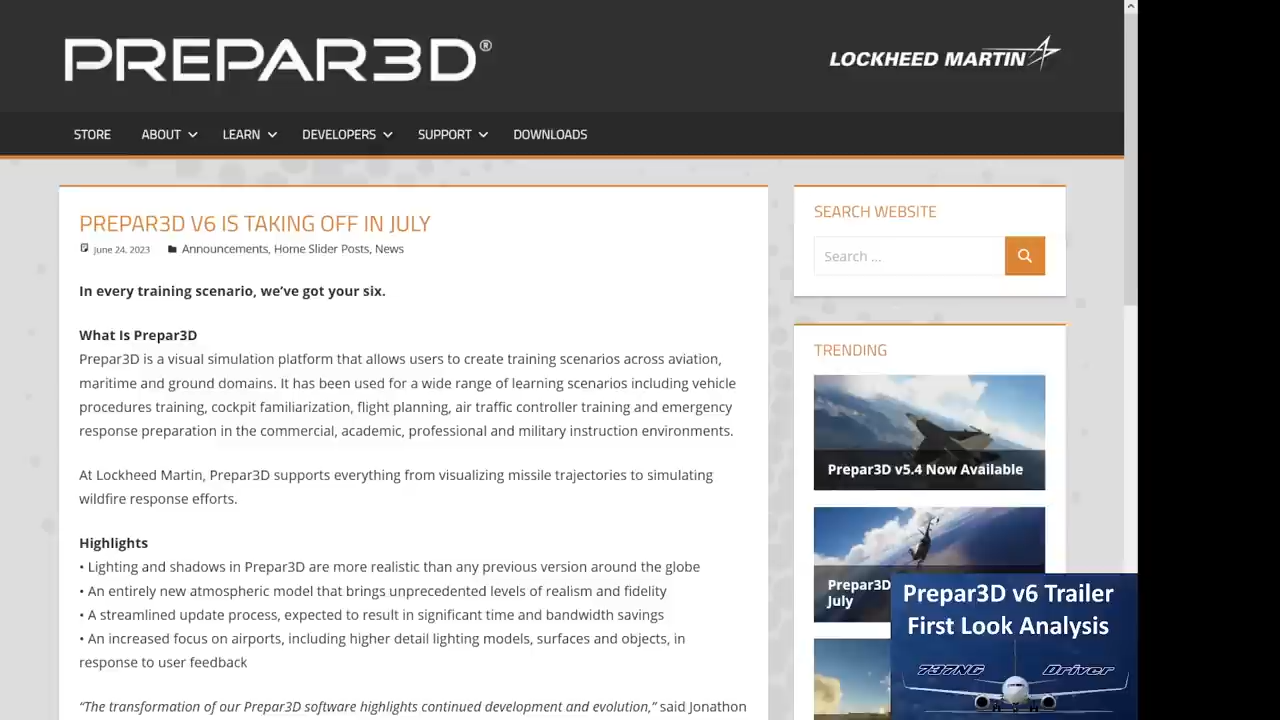 PREPAR3D®
LOCKHEED MARTIN
STORE ABOUT LEARN DEVELOPERS SUPPORT DOWNLOADS
PREPAR3D V6 IS TAKING OFF IN JULY
June 24, 2023 Announcements, Home Slider Posts, News
In every training scenario, we’ve got your six.
What Is Prepar3D
Prepar3D is a visual simulation platform that allows users to create training scenarios across aviation,
maritime and ground domains. It has been used for a wide range of learning scenarios including vehicle
procedures training, cockpit familiarization, flight planning, air traffic controller training and emergency
response preparation in the commercial, academic, professional and military instruction environments.
At Lockheed Martin, Prepar3D supports everything from visualizing missile trajectories to simulating
wildfire response efforts.
Highlights
• Lighting and shadows in Prepar3D are more realistic than any previous version around the globe
• An entirely new atmospheric model that brings unprecedented levels of realism and fidelity
• A streamlined update process, expected to result in significant time and bandwidth savings
• An increased focus on airports, including higher detail lighting models, surfaces and objects, in
response to user feedback
“The transformation of our Prepar3D software highlights continued development and evolution,” said Jonathon
SEARCH WEBSITE
Search ...
TRENDING
Prepar3D v5.4 Now Available
Prepar3D
July
Prepar3D v6 Trailer
First Look Analysis
737NG Driver